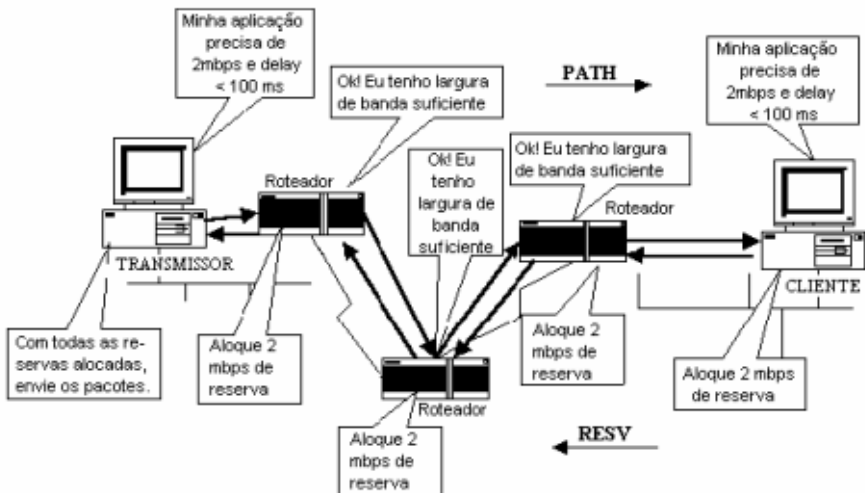 Minha aplicação
precisa de
2mbps e delay
< 100 ms
Ok! Eu tenho largura
de banda suficiente
PATH
Minha aplicação
precisa de
2mbps e delay
< 100 ms
Roteador
Ok! Eu
tenho
largura de
banda
suficiente
Ok! Eu tenho largura
de banda suficiente
Roteador
TRANSMISSOR
CLIENTE
Com todas as re-
servas alocadas,
envie os pacotes.
Aloque 2
mbps de
reserva
Roteador
Aloque 2
mbps de
reserva
Aloque 2
mbps de
reserva
Aloque 2 mbps
de reserva
RESV